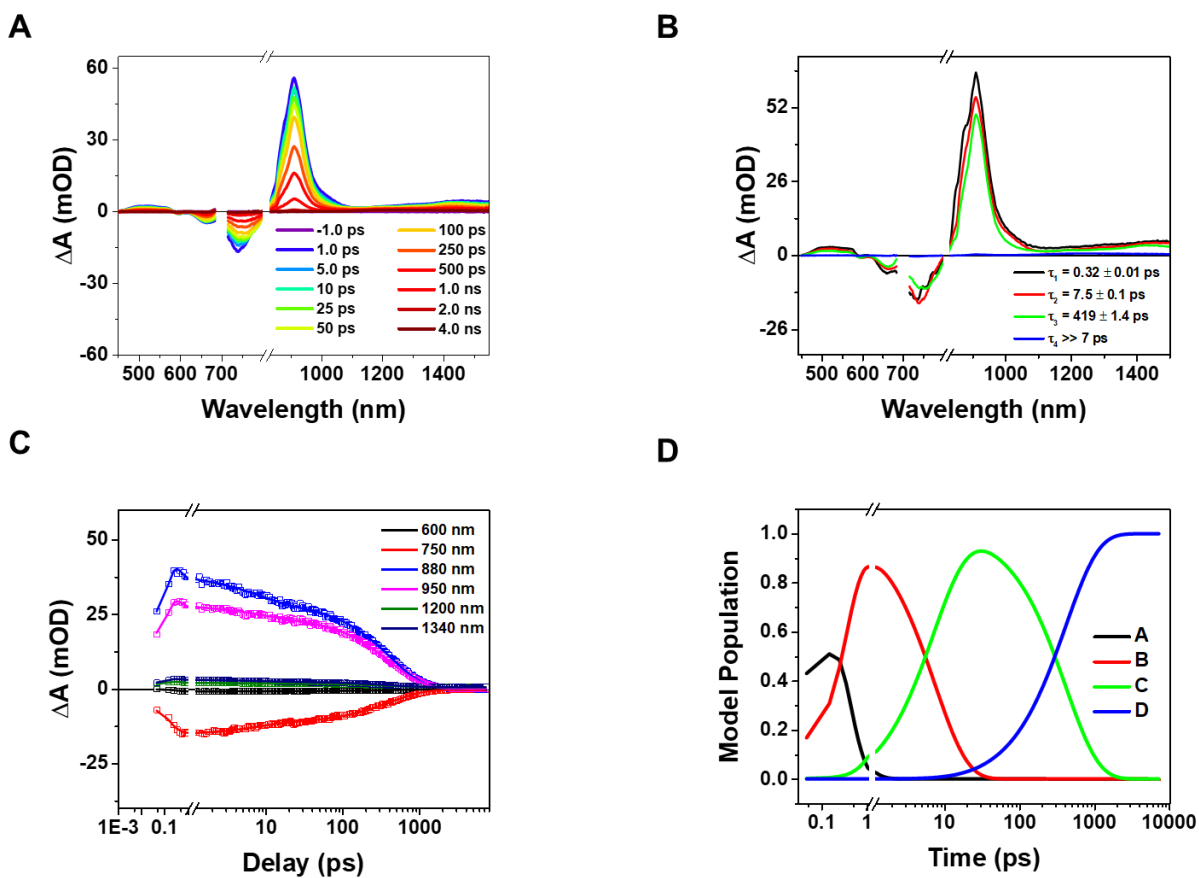 A
60
30
0
-30
-60
ΔA (mOD)
-1.0 ps
1.0 ps
5.0 ps
10 ps
25 ps
50 ps
100 ps
250 ps
500 ps
1.0 ns
2.0 ns
4.0 ns
500 600 700 1000 1200 1400
Wavelength (nm)
B
52
26
0
-26
ΔA (mOD)
τ1 = 0.32 ± 0.01 ps
τ2 = 7.5 ± 0.1 ps
τ3 = 419 ± 1.4 ps
τ4 >> 7 ps
500 600 700 1000 1200 1400
Wavelength (nm)
C
50
25
0
-25
ΔA (mOD)
600 nm
750 nm
880 nm
950 nm
1200 nm
1340 nm
1E-3 0.1 10 100 1000
Delay (ps)
D
1.0
0.8
0.6
0.4
0.2
0.0
Model Population
A
B
C
D
0.1 1 10 100 1000 10000
Time (ps)